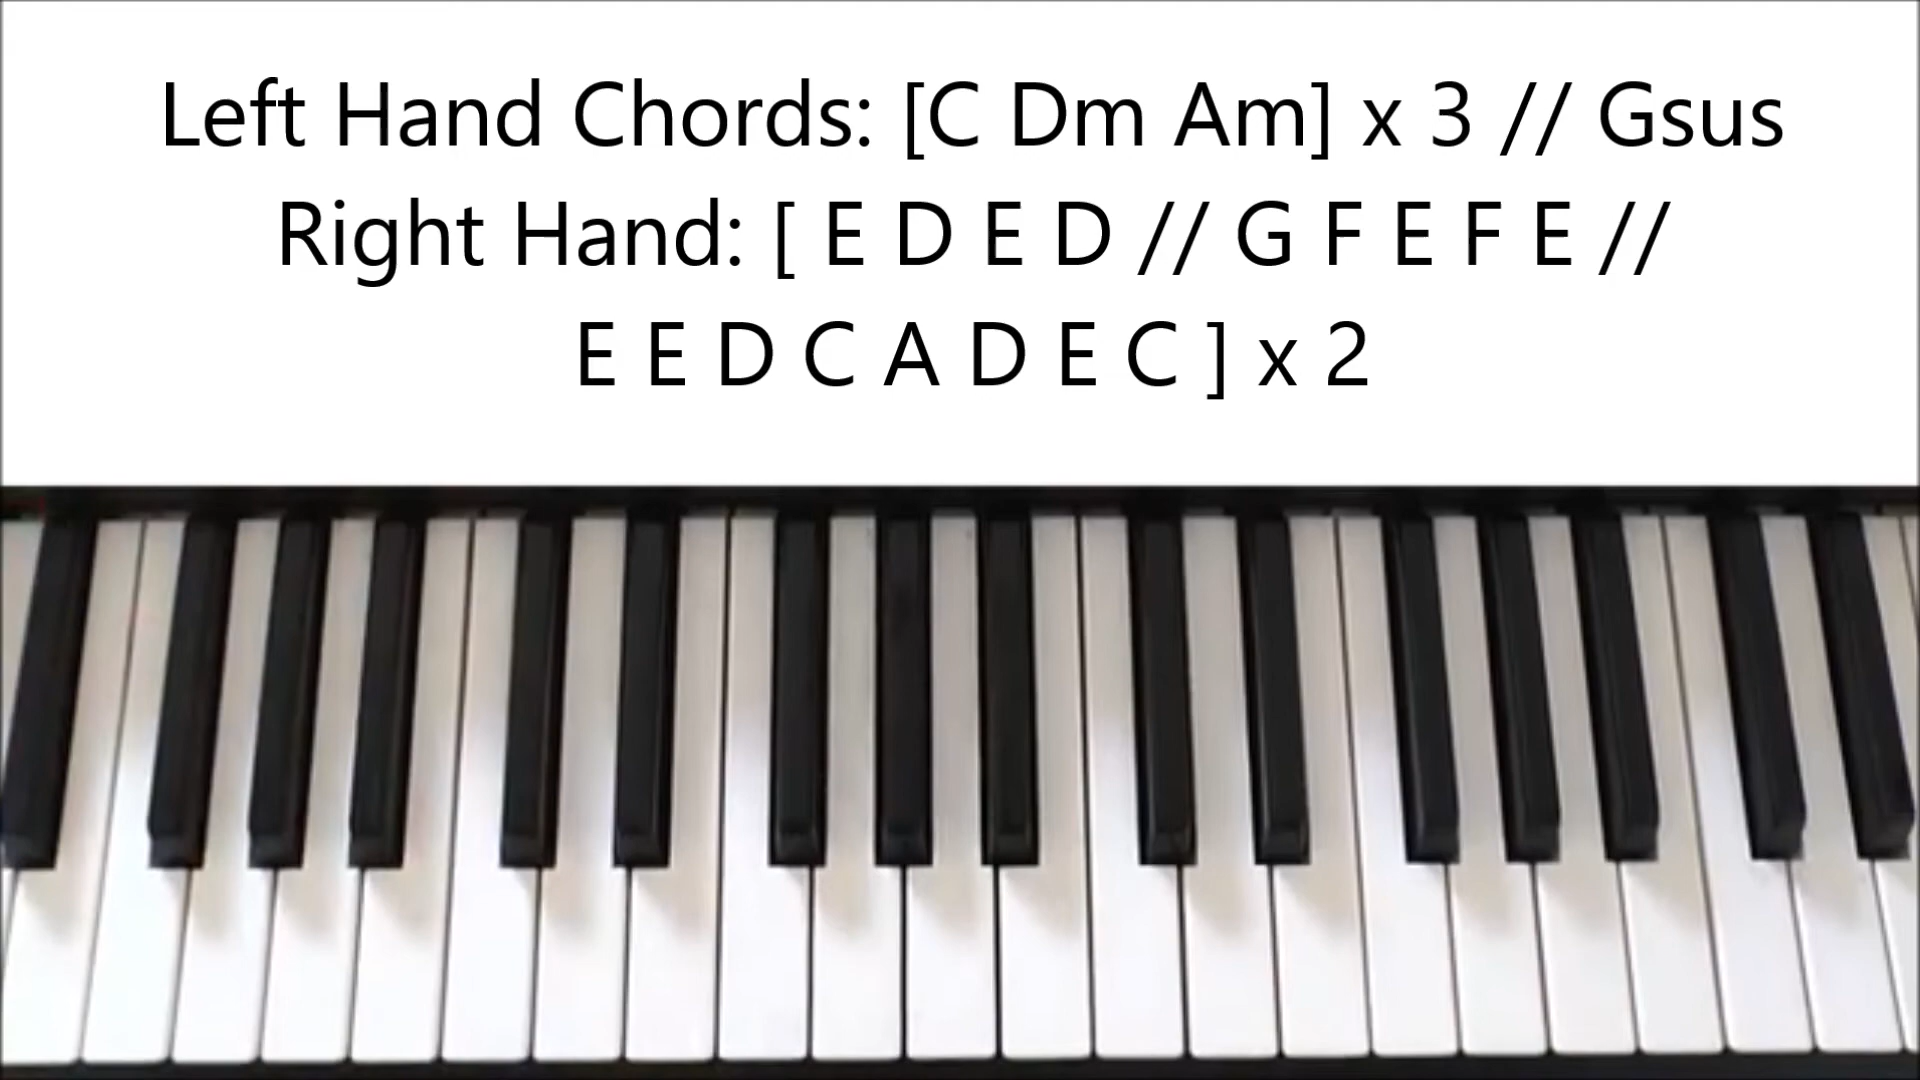 Left Hand Chords: [C Dm Am] x 3 // Gsus
Right Hand: [ E D E D // G F E F E //
E E D C A D E C ] x 2